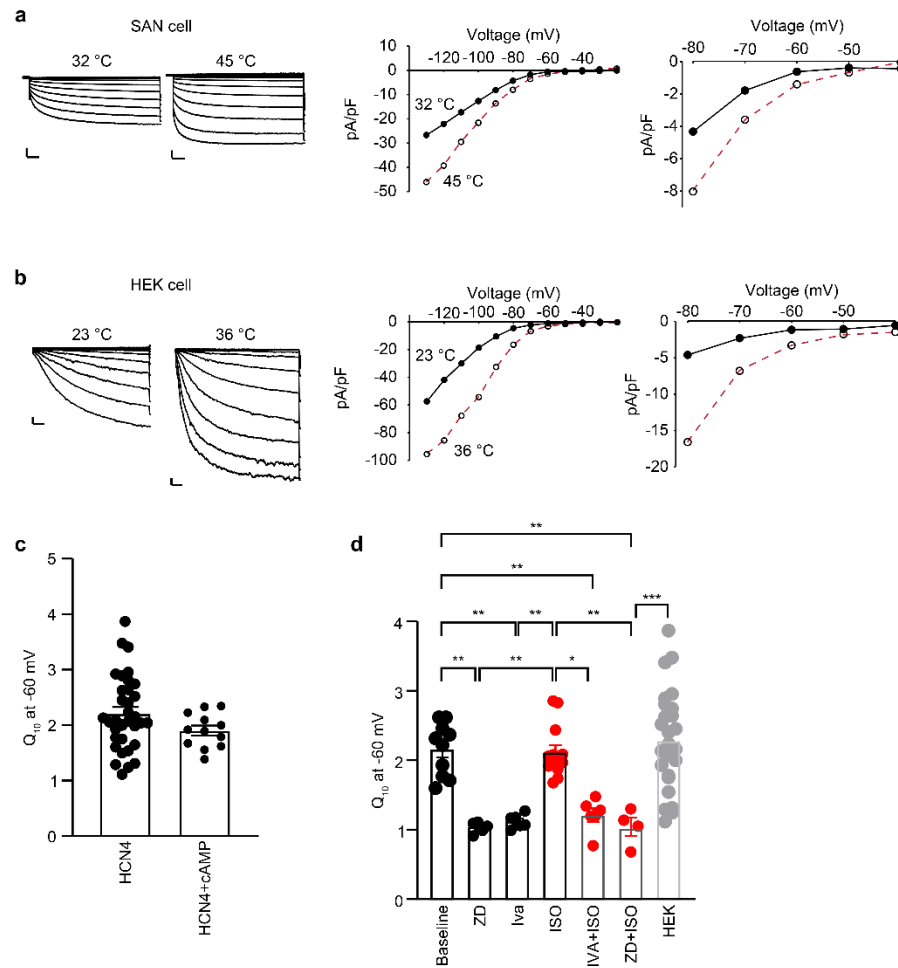 a
SAN cell
32 °C
45 °C
Voltage (mV)
-120 -100 -80 -60 -40
10
0
-10
-20
-30
-40
50
pA/pF
32 °C
45 °C
Voltage (mV)
-80 -70 -60 -50
0
-2
-4
-6
-8
pA/pF
b
HEK cell
23 °C
36 °C
Voltage (mV)
-120 -100 -80 -60 -40
0
-20
-40
-60
-80
-100
pA/pF
23 °C
36 °C
Voltage (mV)
-80 -70 -60 -50
0
-5
-10
-15
-20
pA/pF
c
Q10 at -60 mV
5
4
3
2
1
0
HCN4
HCN4+cAMP
d
**
**
***
** ** **
** ** *
Q10 at -60 mV
4
3
2
1
0
Baseline
ZD
Iva
ISO
IVA+ISO
ZD+ISO
HEK